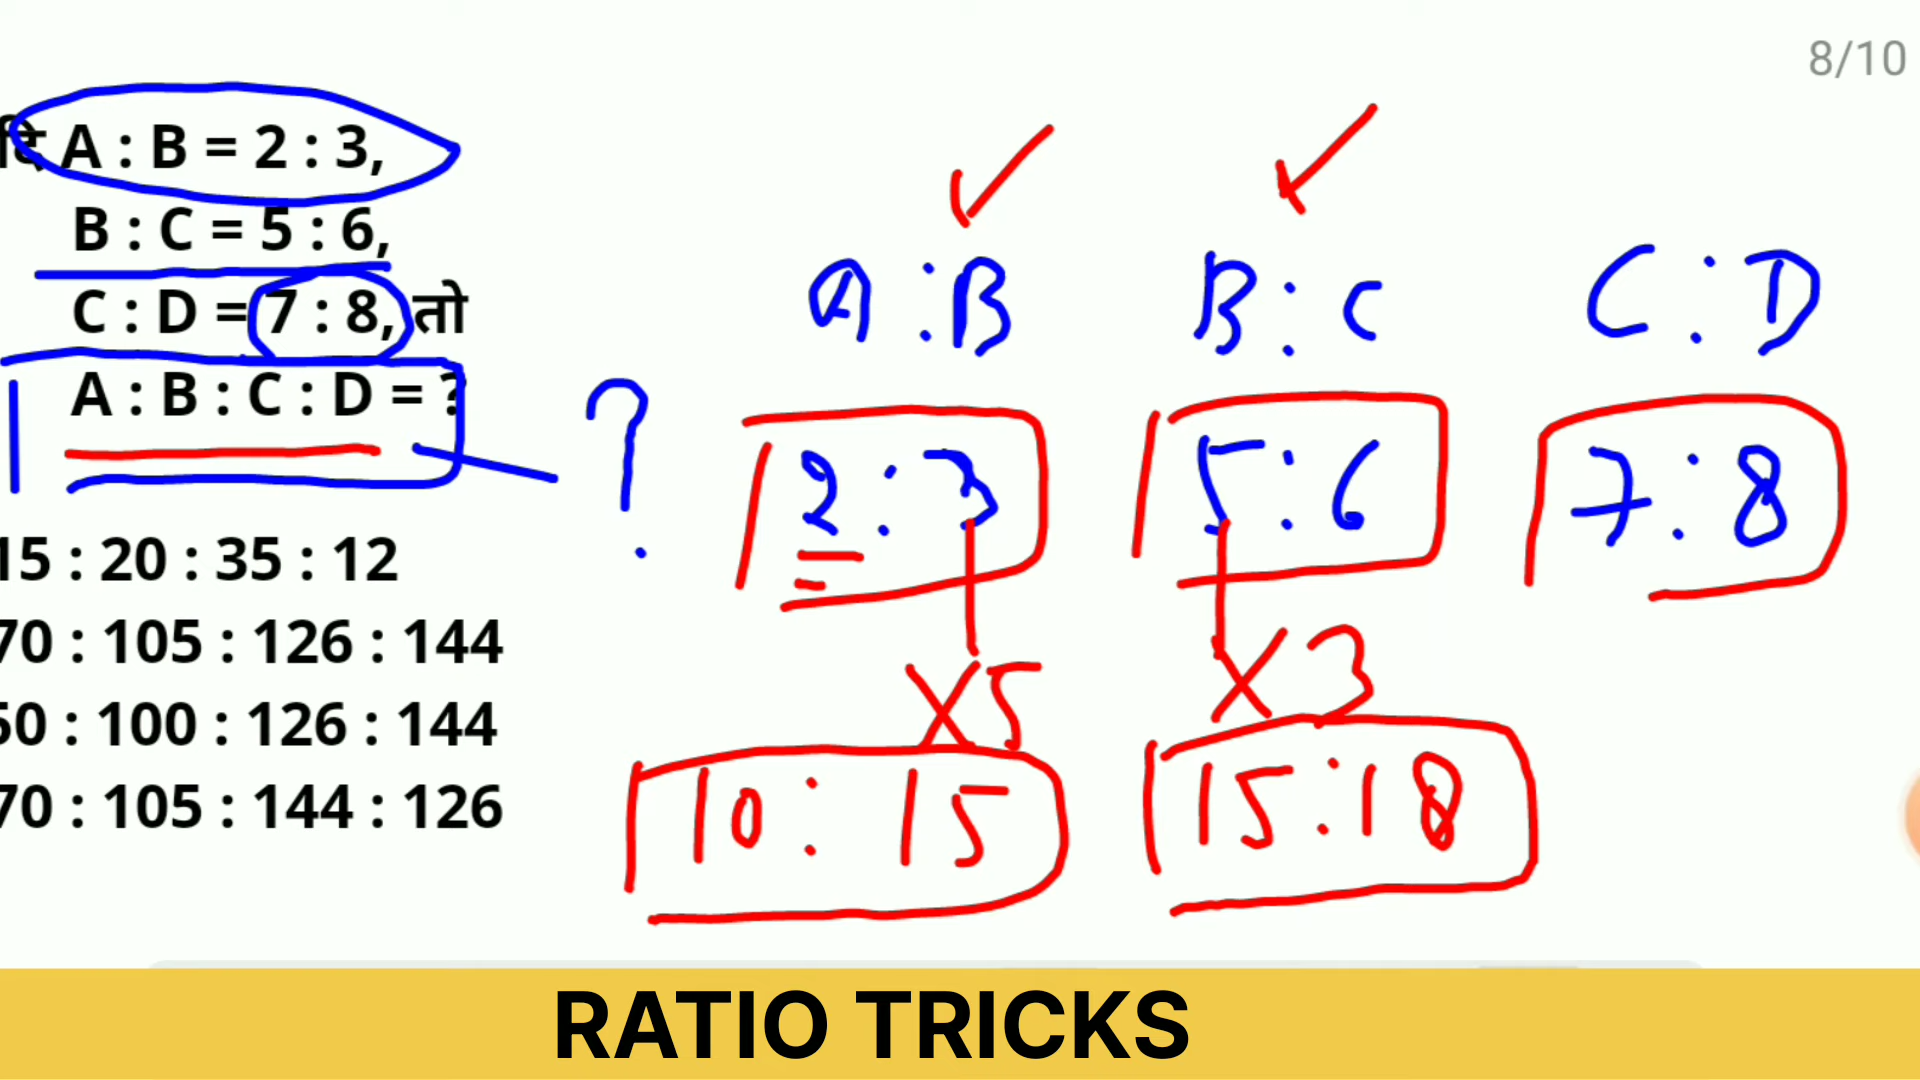 8/10
A : B = 2 : 3,
B : C = 5 : 6,
C : D = 7 : 8, तो
A : B : C : D = ?
?
15 : 20 : 35 : 12
70 : 105 : 126 : 144
: 100 : 126 : 144
70 : 105 : 144 : 126
A : B B : C C : D
2 : 3 5 : 6 7 : 8
X5 X3
10 : 15 15 : 18
RATIO TRICKS